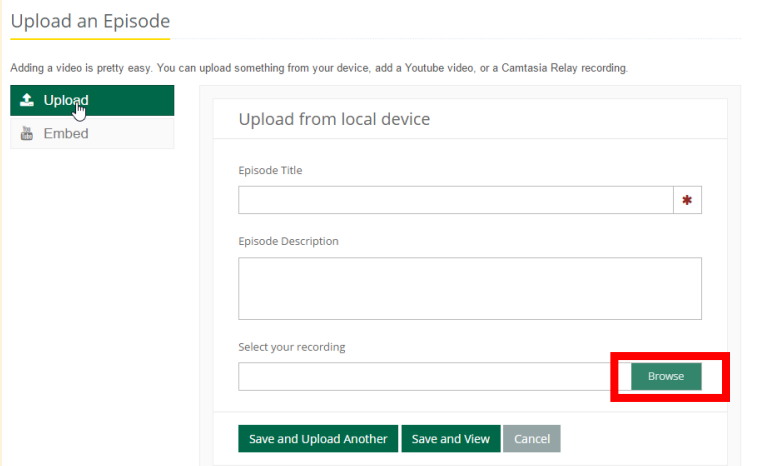 Upload an Episode
Adding a video is pretty easy. You can upload something from your device, add a Youtube video, or a Camtasia Relay recording.
Upload
Embed
Upload from local device
Episode Title
*
Episode Description
Select your recording
Browse
Save and Upload Another
Save and View
Cancel